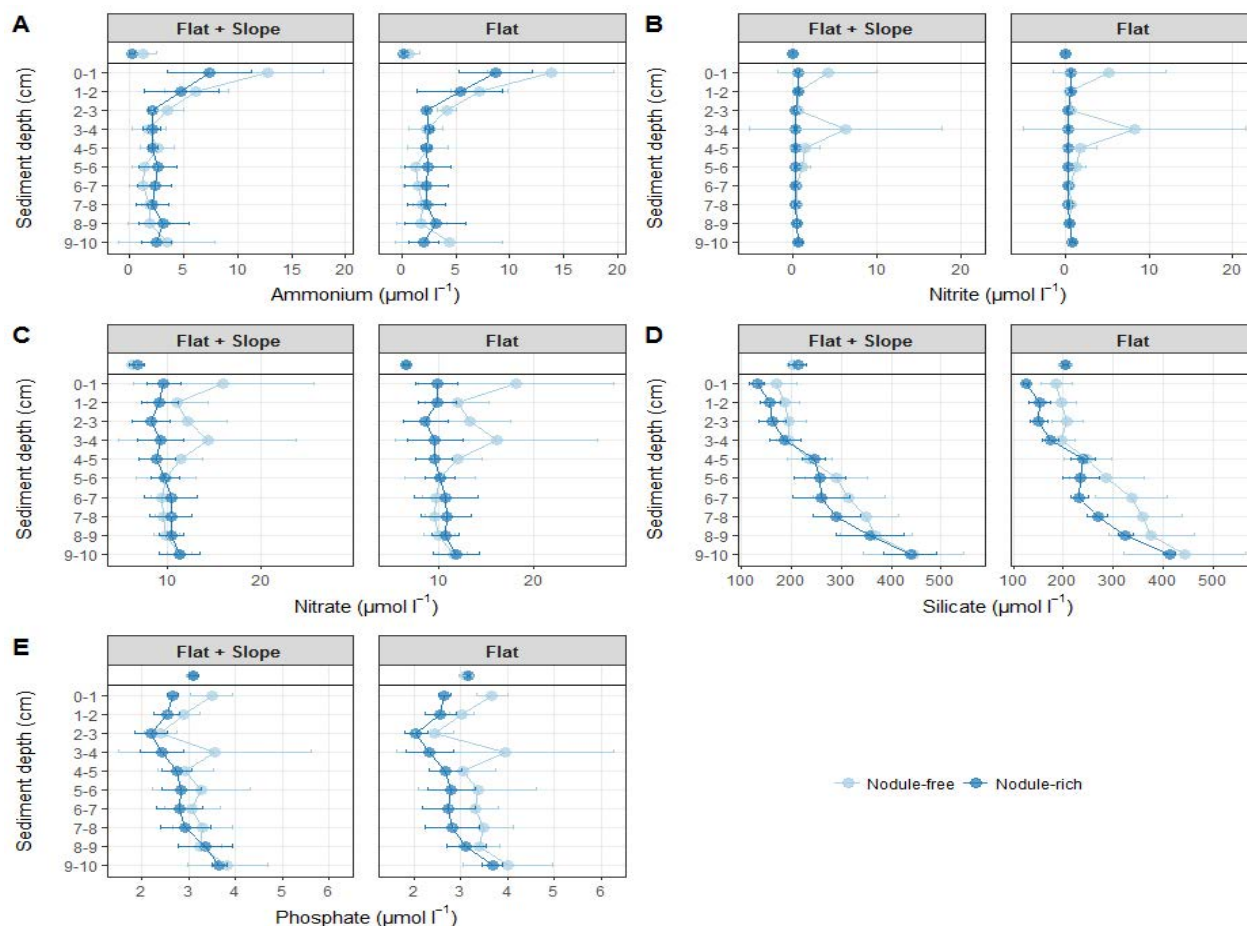 A
Flat + Slope
Flat
Sediment depth (cm)
0-1
1-2
2-3
3-4
4-5
5-6
6-7
7-8
8-9
9-10
0 5 10 15 20
0 5 10 15 20
Ammonium (µmol l⁻¹)
B
Flat + Slope
Flat
Sediment depth (cm)
0-1
1-2
2-3
3-4
4-5
5-6
6-7
7-8
8-9
9-10
0 10 20
0 10 20
Nitrite (µmol l⁻¹)
C
Flat + Slope
Flat
Sediment depth (cm)
0-1
1-2
2-3
3-4
4-5
5-6
6-7
7-8
8-9
9-10
10 20
10 20
Nitrate (µmol l⁻¹)
D
Flat + Slope
Flat
Sediment depth (cm)
0-1
1-2
2-3
3-4
4-5
5-6
6-7
7-8
8-9
9-10
100 200 300 400 500
100 200 300 400 500
Silicate (µmol l⁻¹)
E
Flat + Slope
Flat
Sediment depth (cm)
0-1
1-2
2-3
3-4
4-5
5-6
6-7
7-8
8-9
9-10
2 3 4 5 6
2 3 4 5 6
Phosphate (µmol l⁻¹)
Nodule-free Nodule-rich